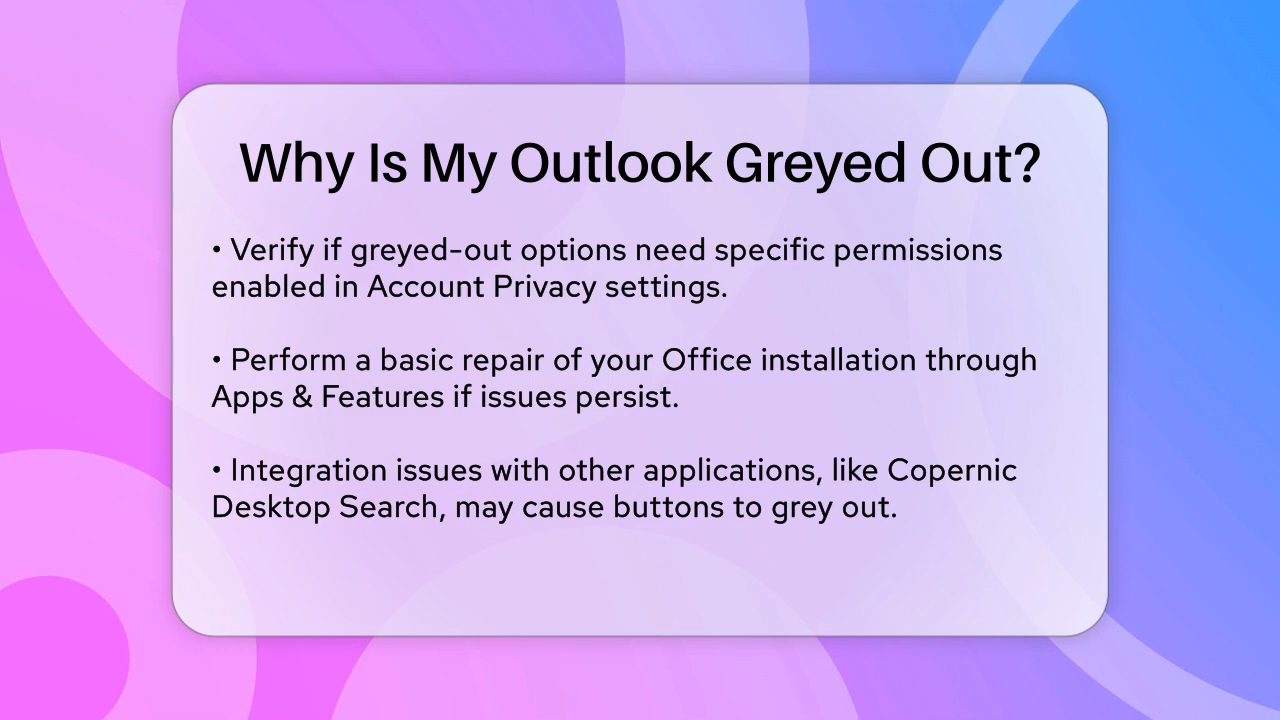 Why Is My Outlook Greyed Out?
• Verify if greyed-out options need specific permissions
enabled in Account Privacy settings.
• Perform a basic repair of your Office installation through
Apps & Features if issues persist.
• Integration issues with other applications, like Copernic
Desktop Search, may cause buttons to grey out.